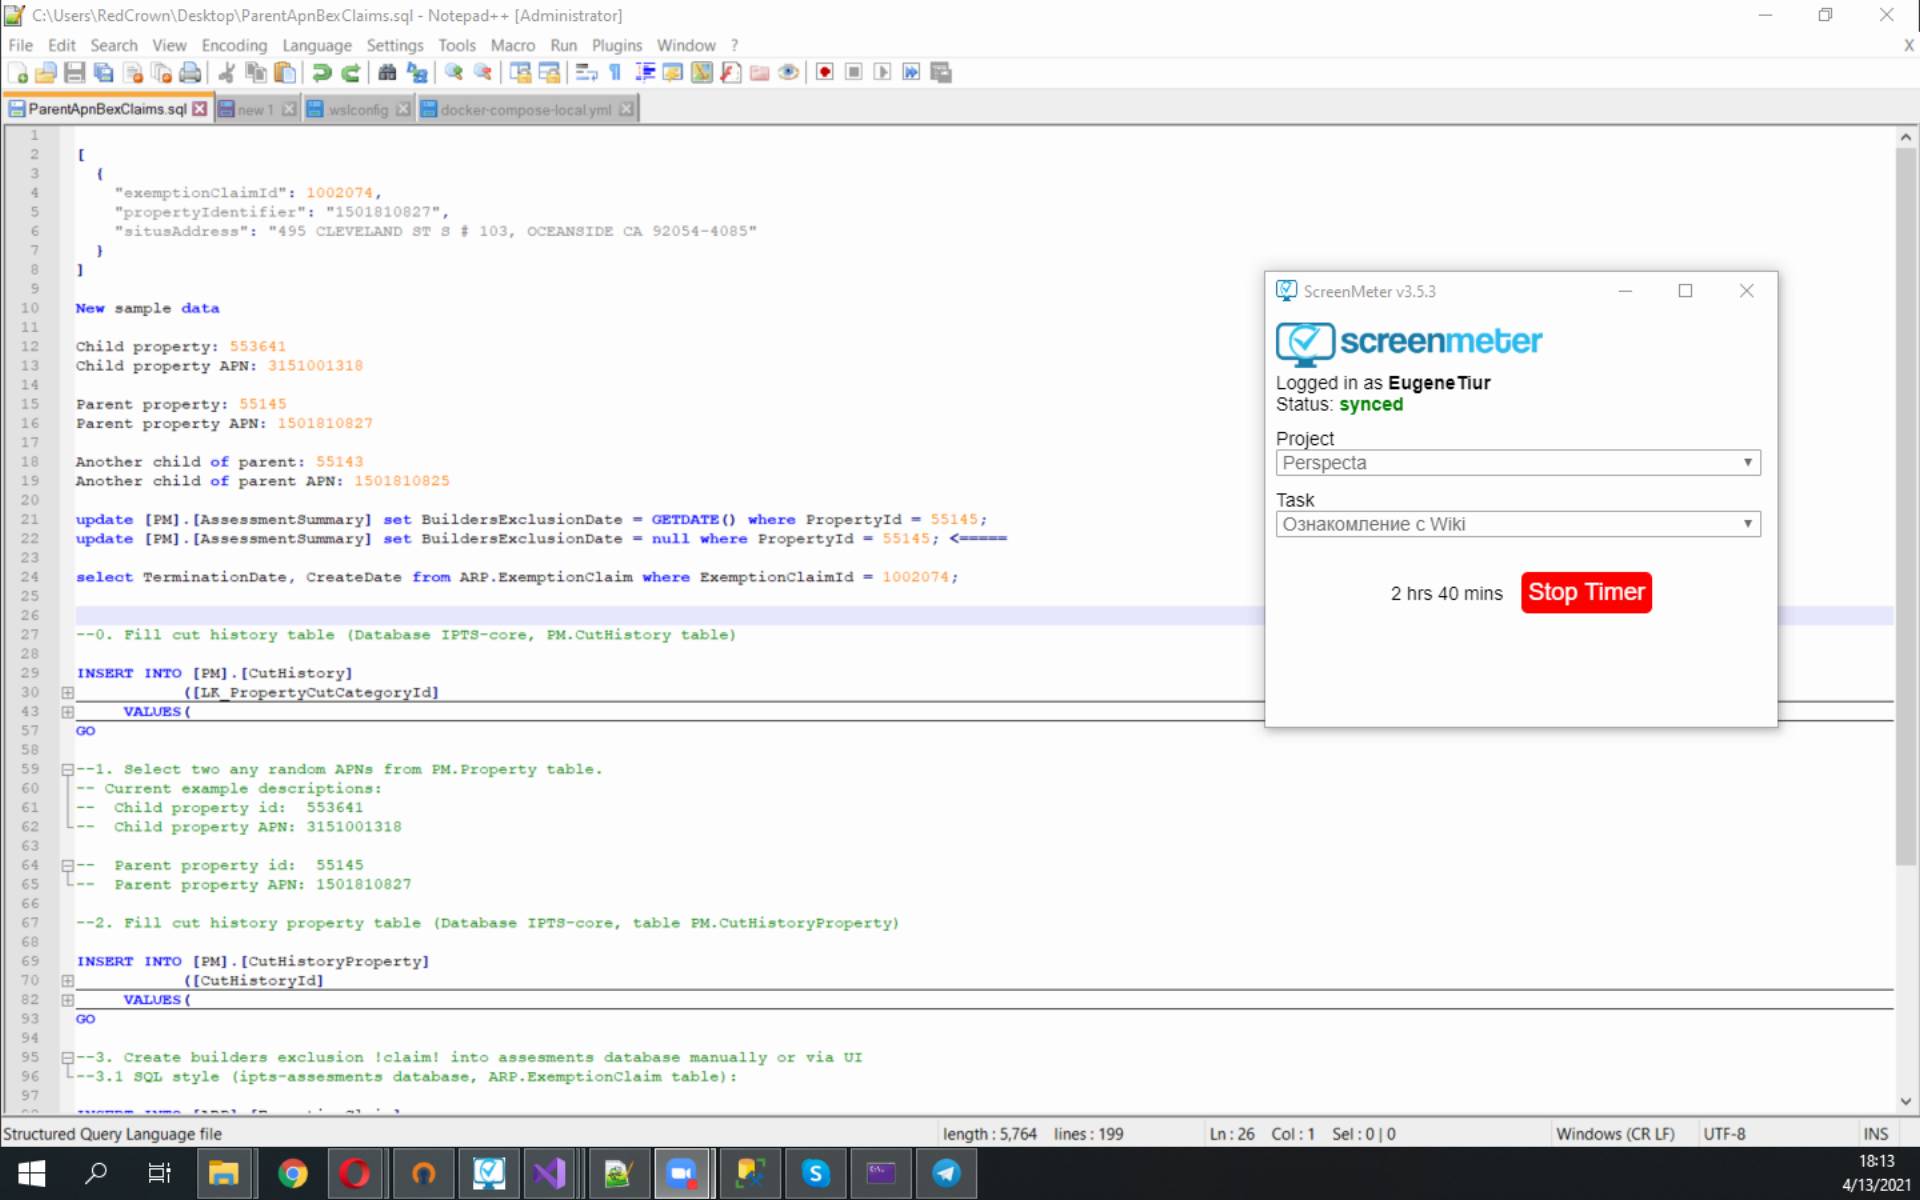 C:\Users\RedCrown\Desktop\ParentApnBexClaims.sql - Notepad++ [Administrator]
File Edit Search View Encoding Language Settings Tools Macro Run Plugins Window ? X
ParentApnBexClaims.sql new 1 wslconfig docker-compose-local.yml
1
2 [
3 {
4 "exemptionClaimId": 1002074,
5 "propertyIdentifier": "1501810827",
6 "situsAddress": "495 CLEVELAND ST S # 103, OCEANSIDE CA 92054-4085"
7 }
8 ]
9
10 New sample data
11
12 Child property: 553641
13 Child property APN: 3151001318
14
15 Parent property: 55145
16 Parent property APN: 1501810827
17
18 Another child of parent: 55143
19 Another child of parent APN: 1501810825
20
21 update [PM].[AssessmentSummary] set BuildersExclusionDate = GETDATE() where PropertyId = 55145;
22 update [PM].[AssessmentSummary] set BuildersExclusionDate = null where PropertyId = 55145; <=====
23
24 select TerminationDate, CreateDate from ARP.ExemptionClaim where ExemptionClaimId = 1002074;
25
26
27 --0. Fill cut history table (Database IPTS-core, PM.CutHistory table)
28
29 INSERT INTO [PM].[CutHistory]
30 ([LK_PropertyCutCategoryId]
43 VALUES(
57 GO
58
59 --1. Select two any random APNs from PM.Property table.
60 -- Current example descriptions:
61 -- Child property id: 553641
62 -- Child property APN: 3151001318
63
64 -- Parent property id: 55145
65 -- Parent property APN: 1501810827
66
67 --2. Fill cut history property table (Database IPTS-core, table PM.CutHistoryProperty)
68
69 INSERT INTO [PM].[CutHistoryProperty]
70 ([CutHistoryId]
82 VALUES(
93 GO
94
95 --3. Create builders exclusion !claim! into assesments database manually or via UI
96 --3.1 SQL style (ipts-assesments database, ARP.ExemptionClaim table):
97
ScreenMeter v3.5.3
screenmeter
Logged in as EugeneTiur
Status: synced
Project
Perspecta
Task
Ознакомление с Wiki
2 hrs 40 mins Stop Timer
Structured Query Language file length : 5,764 lines : 199 Ln : 26 Col : 1 Sel : 0 | 0 Windows (CR LF) UTF-8 INS
18:13
4/13/2021